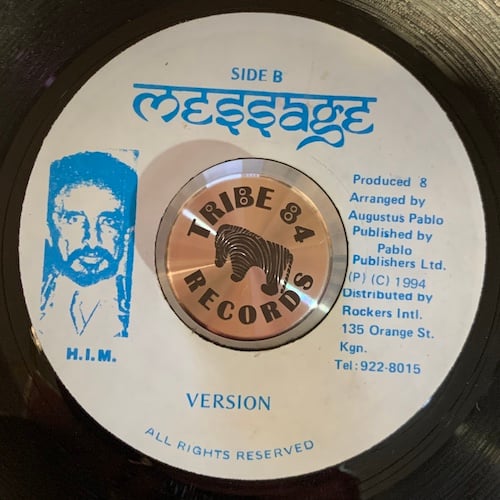 SIDE B
MESSAGE
TRIBE 84
RECORDS
Produced &
Arranged by
Augustus Pablo
Published by
Pablo
Publishers Ltd.
(P) (C) 1994
Distributed by
Rockers Intl.
135 Orange St.
Kgn.
Tel:922-8015
H.I.M.
VERSION
ALL RIGHTS RESERVED